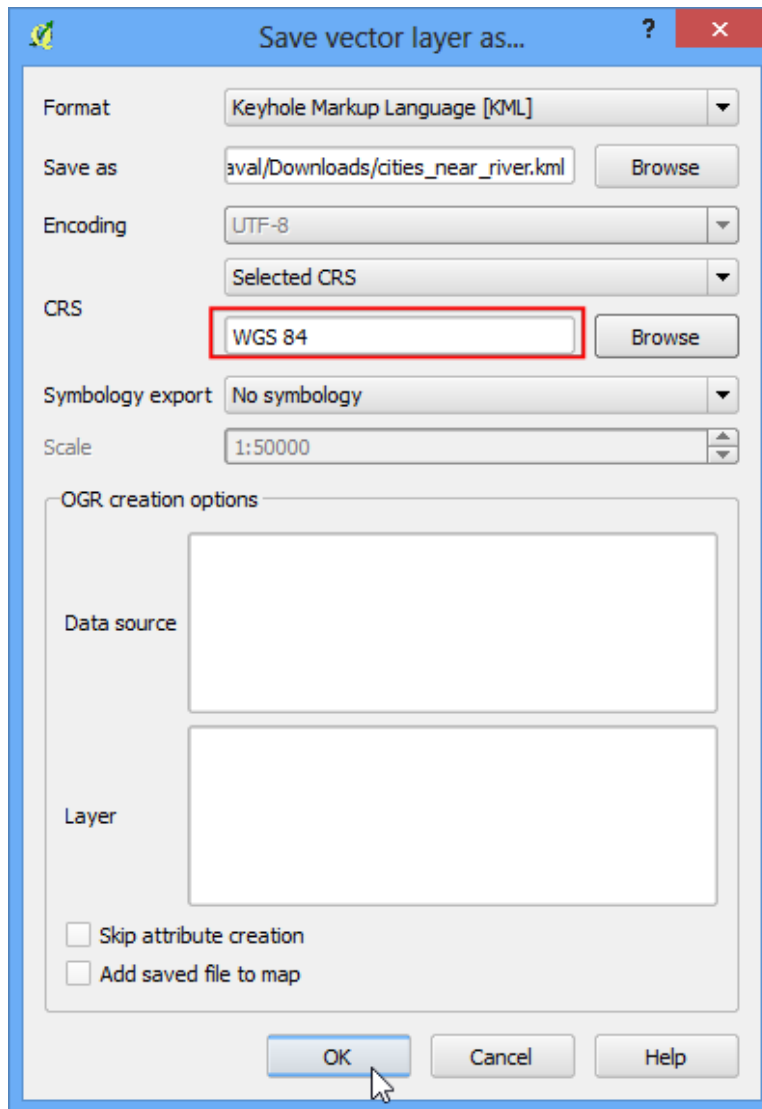 Save vector layer as...
?
Format Keyhole Markup Language [KML]
Save as aval/Downloads/cities_near_river.kml Browse
Encoding UTF-8
Selected CRS
CRS
WGS 84 Browse
Symbology export No symbology
Scale 1:50000
OGR creation options
Data source
Layer
Skip attribute creation
Add saved file to map
OK Cancel Help